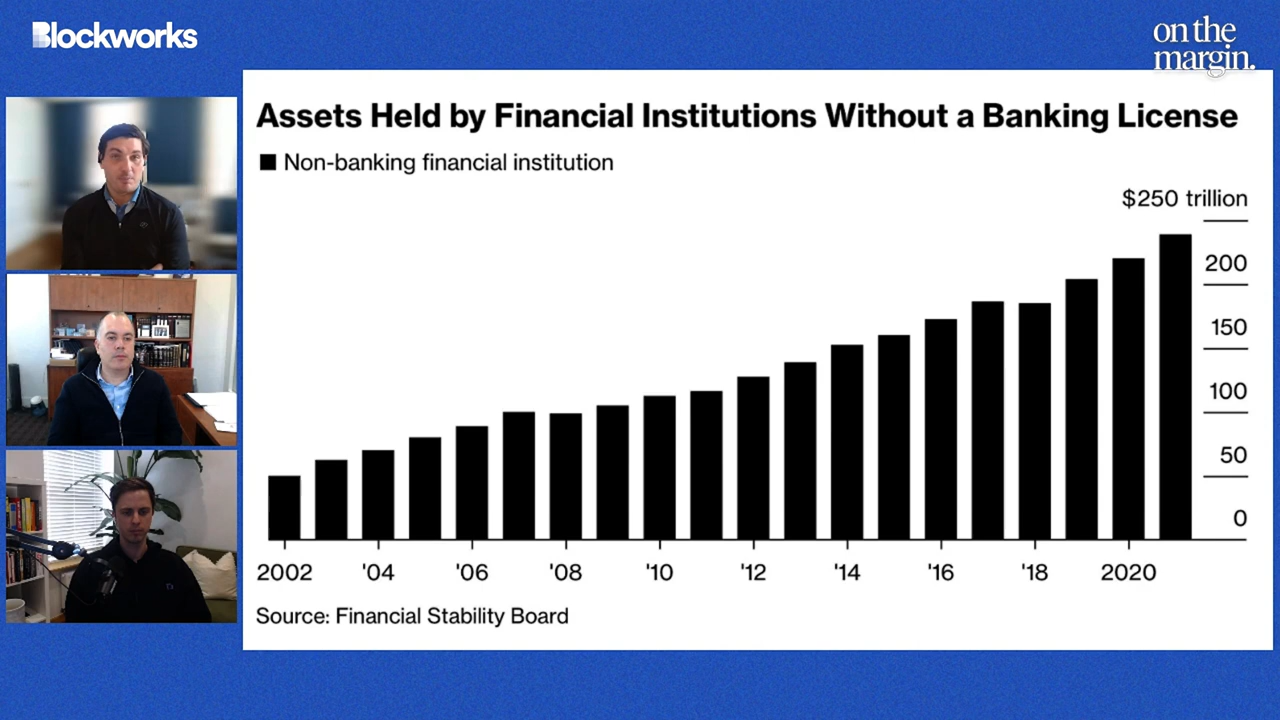 Blockworks
on the
margin.
Assets Held by Financial Institutions Without a Banking License
Non-banking financial institution
$250 trillion
200
150
100
50
0
2002 '04 '06 '08 '10 '12 '14 '16 '18 2020
Source: Financial Stability Board